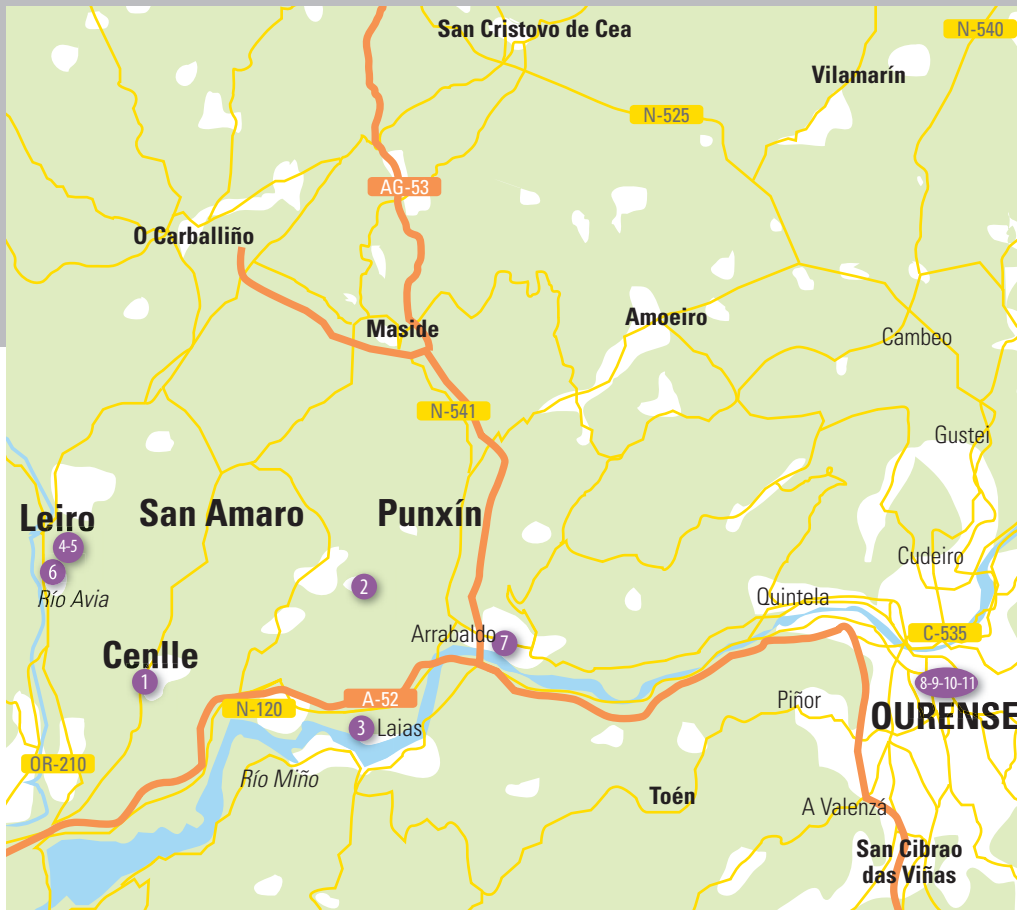 San Cristovo de Cea
N-540
Vilamarín
N-525
AG-53
O Carballiño
Amoeiro
Maside
Cambeo
N-541
Gustei
Leiro
San Amaro
Punxín
4-5
Cudeiro
6
2
Río Avia
Quintela
Arrabaldo
7
C-535
Cenlle
1
8-9-10-11
A-52
Piñor
N-120
OURENSE
3
Laias
OR-210
Río Miño
Toén
A Valenzá
San Cibrao
das Viñas